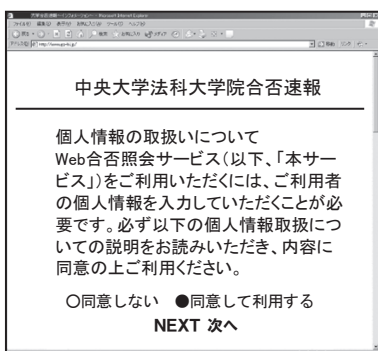 中央大学法科大学院合否速報
個人情報の取扱いについて
Web合否照会サービス（以下、「本サー
ビス」）をご利用いただくには、ご利用者
の個人情報を入力していただくことが必
要です。必ず以下の個人情報取扱につ
いての説明をお読みいただき、内容に
同意の上ご利用ください。
○同意しない　●同意して利用する
NEXT 次へ